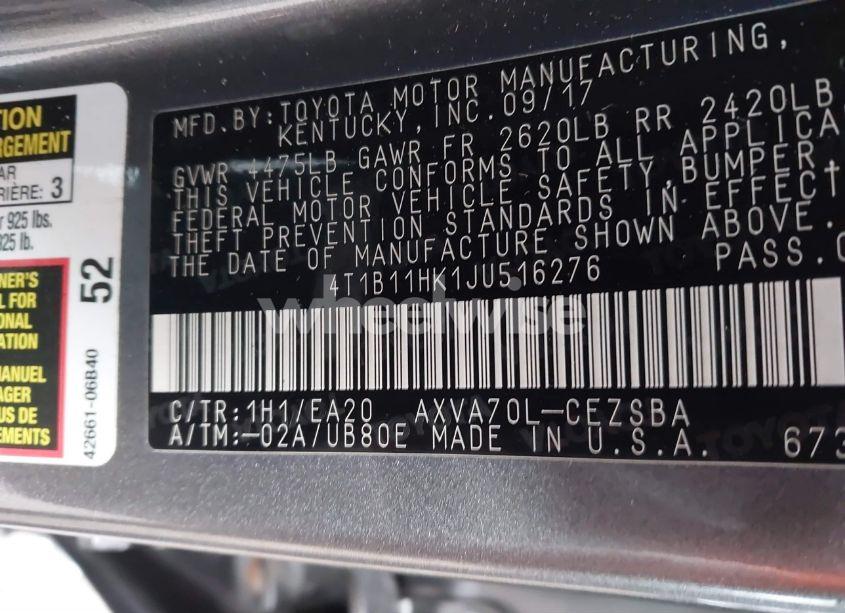 TION
RGEMENT
AR
RIÈRE: 3
r 925 lbs.
925 lb.
NER'S
L FOR
ONAL
ATION
MANUEL
AGER
US DE
EMENTS
52
42661-06B40
MFD.BY:TOYOTA MOTOR MANUFACTURING,
KENTUCKY,INC.09/17
GVWR 4475LB GAWR FR 2620LB RR 2420LB
THIS VEHICLE CONFORMS TO ALL APPLICA
FEDERAL MOTOR VEHICLE SAFETY,BUMPER,
THEFT PREVENTION STANDARDS IN EFFECT
THE DATE OF MANUFACTURE SHOWN ABOVE.
4T1B11HK1JU516276 PASS.C
wheelwise
C/TR:1H1/EA20 AXVA70L-CEZSBA
A/TM:-02A/UB80E MADE IN U.S.A. 673